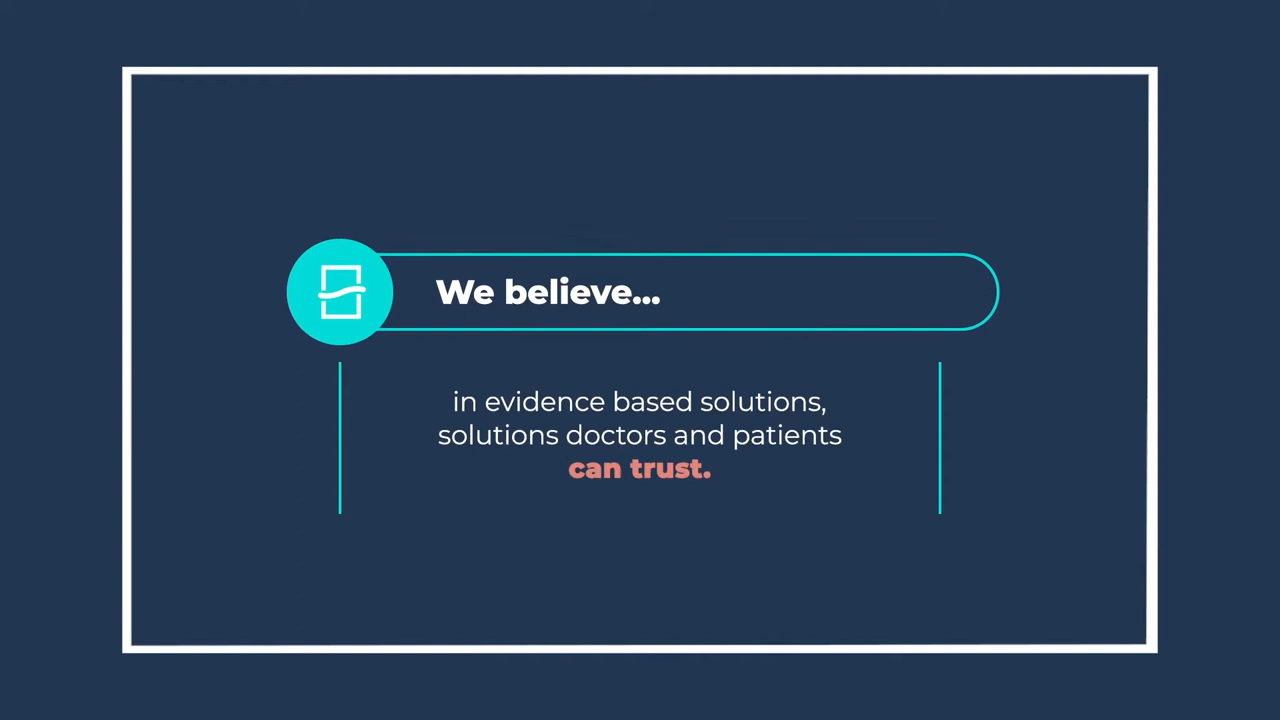 We believe...
in evidence based solutions,
solutions doctors and patients
can trust.